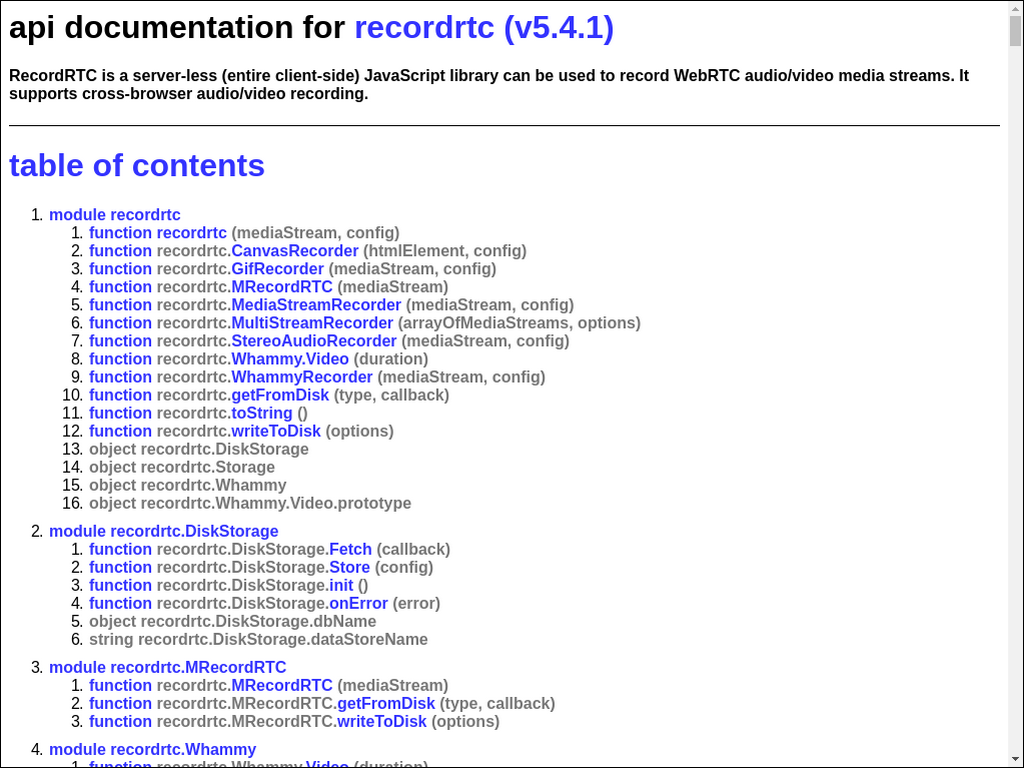 api documentation for recordrtc (v5.4.1)
RecordRTC is a server-less (entire client-side) JavaScript library can be used to record WebRTC audio/video media streams. It
supports cross-browser audio/video recording.
table of contents
1. module recordrtc
1. function recordrtc (mediaStream, config)
2. function recordrtc.CanvasRecorder (htmlElement, config)
3. function recordrtc.GifRecorder (mediaStream, config)
4. function recordrtc.MRecordRTC (mediaStream)
5. function recordrtc.MediaStreamRecorder (mediaStream, config)
6. function recordrtc.MultiStreamRecorder (arrayOfMediaStreams, options)
7. function recordrtc.StereoAudioRecorder (mediaStream, config)
8. function recordrtc.Whammy.Video (duration)
9. function recordrtc.WhammyRecorder (mediaStream, config)
10. function recordrtc.getFromDisk (type, callback)
11. function recordrtc.toString ()
12. function recordrtc.writeToDisk (options)
13. object recordrtc.DiskStorage
14. object recordrtc.Storage
15. object recordrtc.Whammy
16. object recordrtc.Whammy.Video.prototype
2. module recordrtc.DiskStorage
1. function recordrtc.DiskStorage.Fetch (callback)
2. function recordrtc.DiskStorage.Store (config)
3. function recordrtc.DiskStorage.init ()
4. function recordrtc.DiskStorage.onError (error)
5. object recordrtc.DiskStorage.dbName
6. string recordrtc.DiskStorage.dataStoreName
3. module recordrtc.MRecordRTC
1. function recordrtc.MRecordRTC (mediaStream)
2. function recordrtc.MRecordRTC.getFromDisk (type, callback)
3. function recordrtc.MRecordRTC.writeToDisk (options)
4. module recordrtc.Whammy
1. function recordrtc.Whammy.Video (duration)